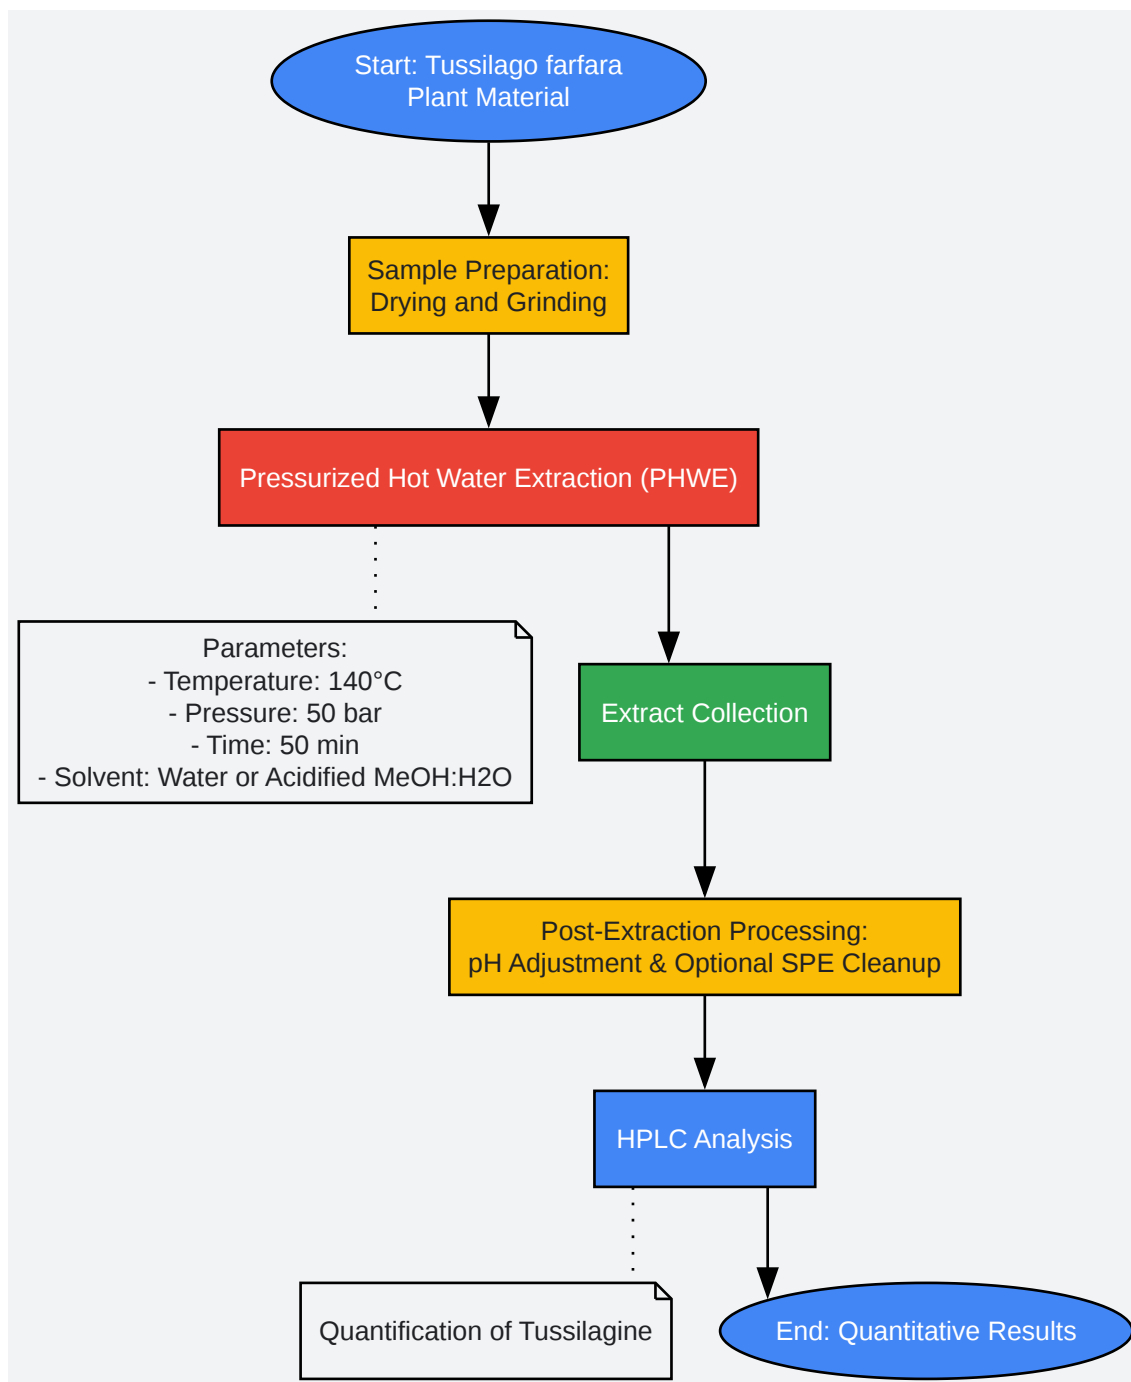 Start: Tussilago farfara
Plant Material
Sample Preparation:
Drying and Grinding
Pressurized Hot Water Extraction (PHWE)
Parameters:
- Temperature: 140°C
- Pressure: 50 bar
- Time: 50 min
- Solvent: Water or Acidified MeOH:H2O
Extract Collection
Post-Extraction Processing:
pH Adjustment & Optional SPE Cleanup
HPLC Analysis
Quantification of Tussilagine
End: Quantitative Results